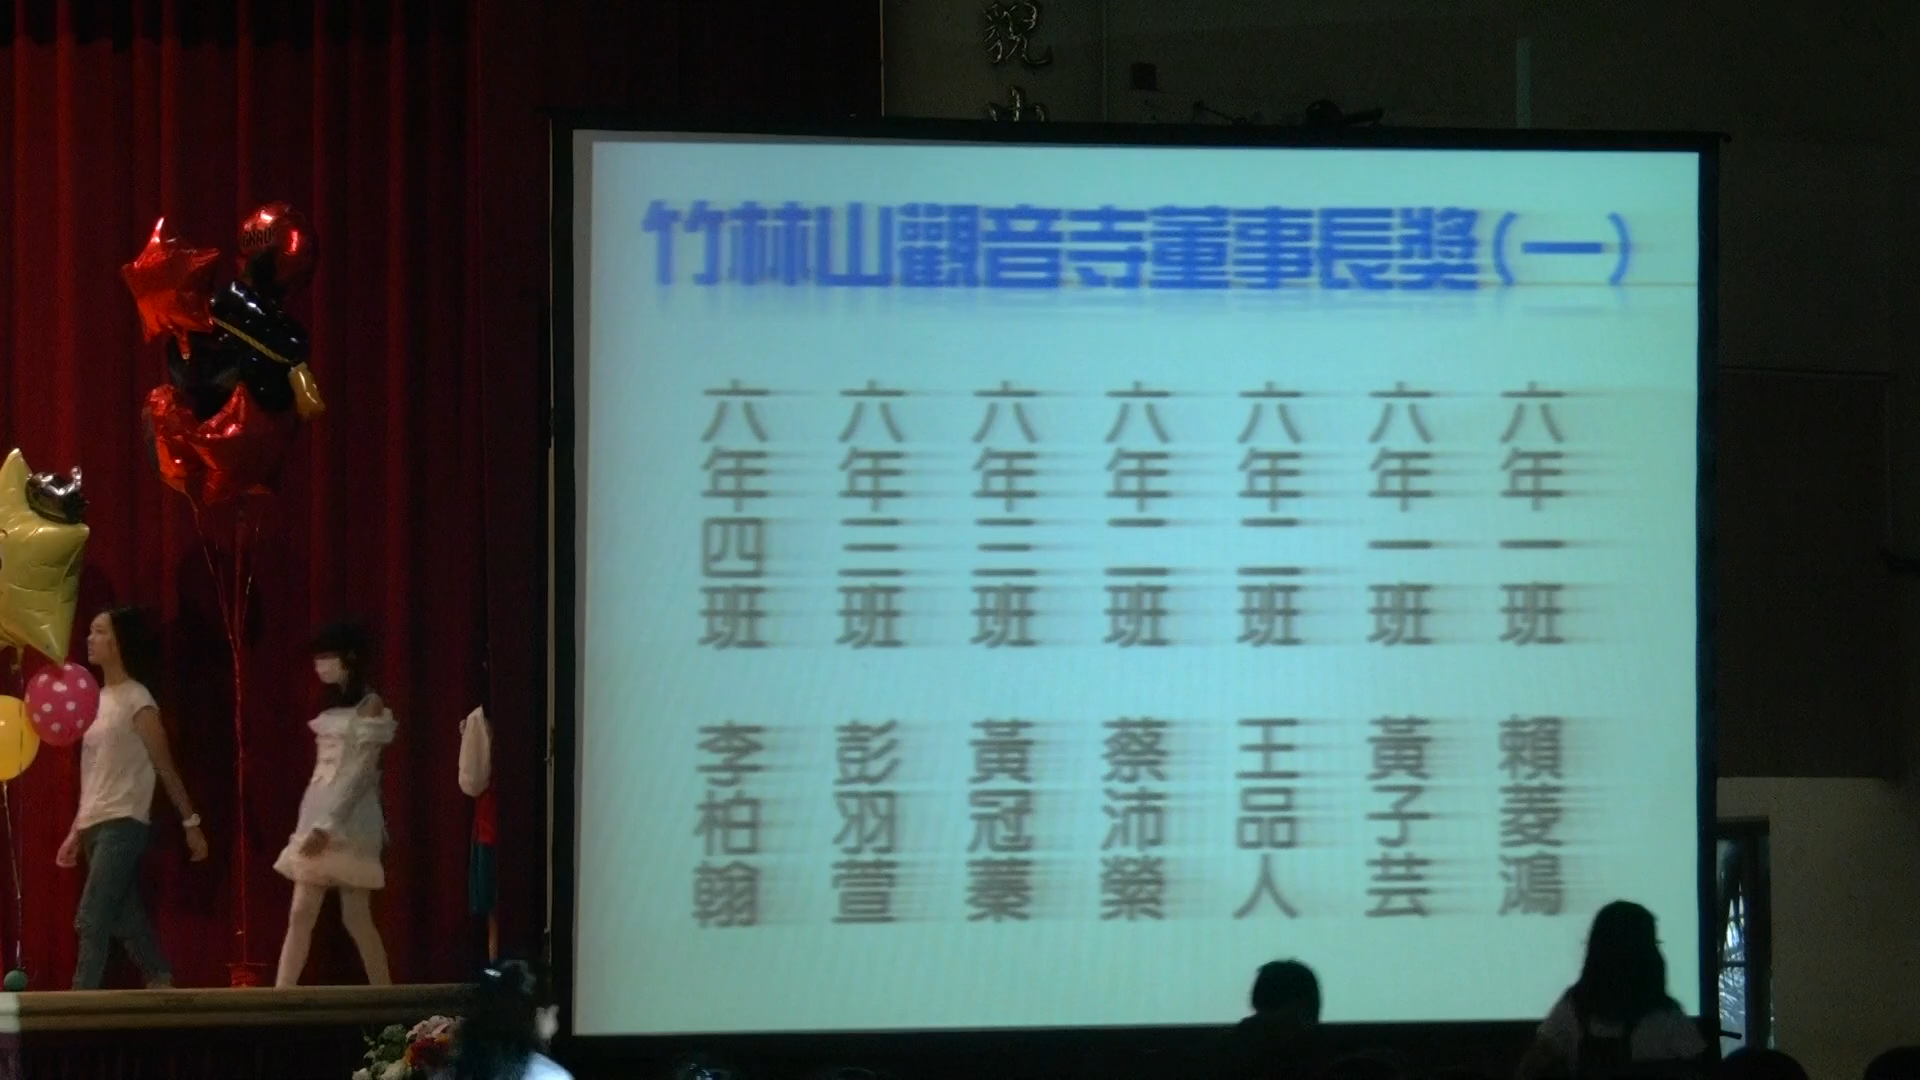 竹林山觀音寺董事長獎(一)
六年一班 賴菱鴻
六年一班 黃子芸
六年二班 王品人
六年二班 蔡沛縈
六年三班 黃冠蓁
六年三班 彭羽萱
六年四班 李柏翰